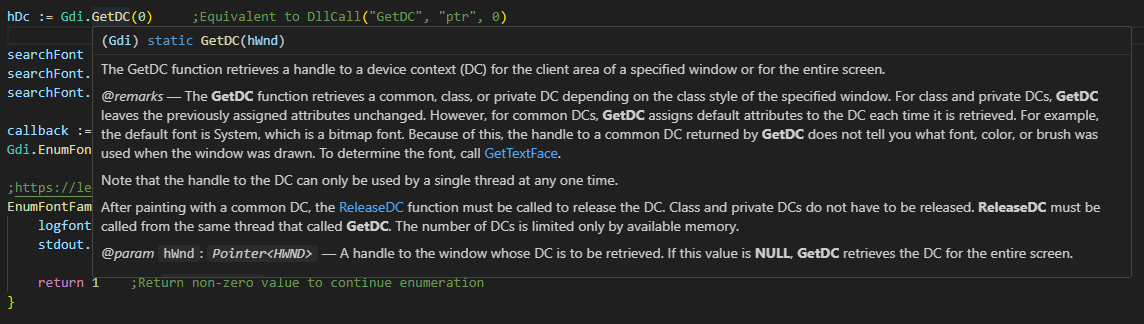 hDc := Gdi.GetDC(0)     ;Equivalent to DllCall("GetDC", "ptr", 0)
(Gdi) static GetDC(hWnd)
searchFont
The GetDC function retrieves a handle to a device context (DC) for the client area of a specified window or for the entire screen.
searchFont.
searchFont.
@remarks — The GetDC function retrieves a common, class, or private DC depending on the class style of the specified window. For class and private DCs, GetDC
leaves the previously assigned attributes unchanged. However, for common DCs, GetDC assigns default attributes to the DC each time it is retrieved. For example,
callback :=
the default font is System, which is a bitmap font. Because of this, the handle to a common DC returned by GetDC does not tell you what font, color, or brush was
Gdi.EnumFon
used when the window was drawn. To determine the font, call GetTextFace.
;https://le
Note that the handle to the DC can only be used by a single thread at any one time.
EnumFontFam
After painting with a common DC, the ReleaseDC function must be called to release the DC. Class and private DCs do not have to be released. ReleaseDC must be
logfont
called from the same thread that called GetDC. The number of DCs is limited only by available memory.
stdout.
@param hWnd: Pointer<HWND> — A handle to the window whose DC is to be retrieved. If this value is NULL, GetDC retrieves the DC for the entire screen.
return 1    ;Return non-zero value to continue enumeration
}